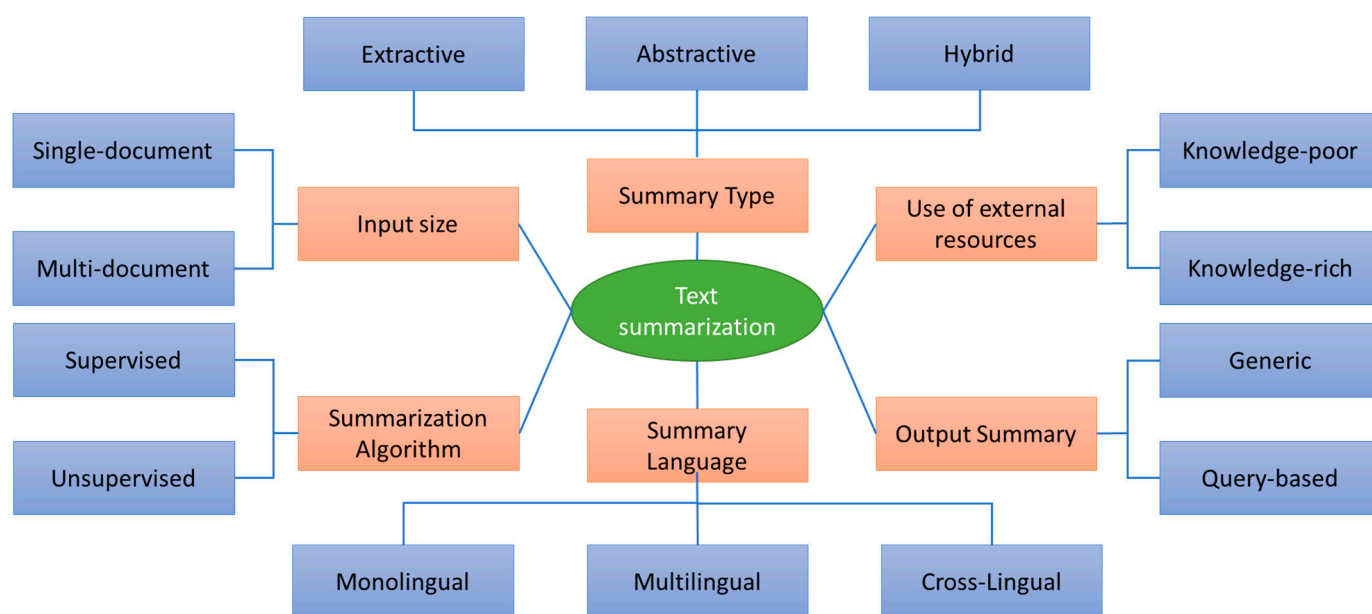 Extractive
Abstractive
Hybrid
Single-document
Multi-document
Input size
Summary Type
Use of external
resources
Knowledge-poor
Knowledge-rich
Text
summarization
Supervised
Unsupervised
Summarization
Algorithm
Summary
Language
Output Summary
Generic
Query-based
Monolingual
Multilingual
Cross-Lingual